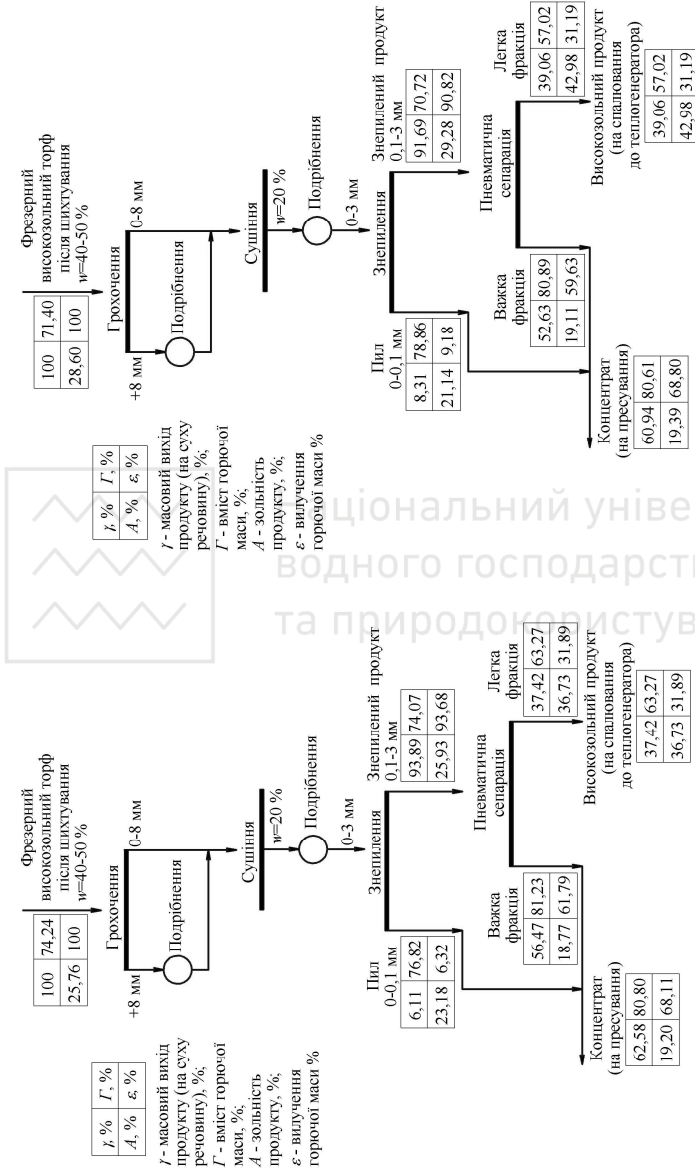 γ, % Г, %
A, % ε, %
γ - масовий вихід
продукту (на суху
речовину), %;
Г - вміст горючої
маси, %;
A - зольність
продукту, %;
ε - вилучення
горючої маси %
Фрезерний
високозольний торф
після шихтування
w=40-50 %
100 74,24
25,76 100
Грохочення
+8 мм
0-8 мм
Подрібнення
Сушіння
w=20 %
Подрібнення
0-3 мм
Знепилення
Пил
0-0,1 мм
6,11 76,82
23,18 6,32
Знепилений продукт
0,1-3 мм
93,89 74,07
25,93 93,68
Пневматична
сепарація
Важка
фракція
56,47 81,23
18,77 61,79
Легка
фракція
37,42 63,27
36,73 31,89
Концентрат
(на пресування)
62,58 80,80
19,20 68,11
Високозольний продукт
(на спалювання
до теплогенератора)
37,42 63,27
36,73 31,89
γ, % Г, %
A, % ε, %
γ - масовий вихід
продукту (на суху
речовину), %;
Г - вміст горючої
маси, %;
A - зольність
продукту, %;
ε - вилучення
горючої маси %
Фрезерний
високозольний торф
після шихтування
w=40-50 %
100 71,40
28,60 100
Грохочення
+8 мм
0-8 мм
Подрібнення
Сушіння
w=20 %
Подрібнення
0-3 мм
Знепилення
Пил
0-0,1 мм
8,31 78,86
21,14 9,18
Знепилений продукт
0,1-3 мм
91,69 70,72
29,28 90,82
Пневматична
сепарація
Важка
фракція
52,63 80,89
19,11 59,63
Легка
фракція
39,06 57,02
42,98 31,19
Концентрат
(на пресування)
60,94 80,61
19,39 68,80
Високозольний продукт
(на спалювання
до теплогенератора)
39,06 57,02
42,98 31,19
ціональний уніве
водного господарст
та природокористув